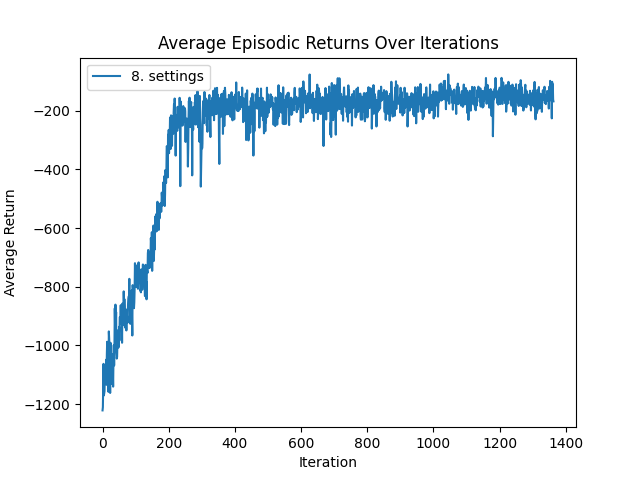 Average Episodic Returns Over Iterations
8. settings
−200
−400
−600
−800
−1000
−1200
Average Return
0 200 400 600 800 1000 1200 1400
Iteration